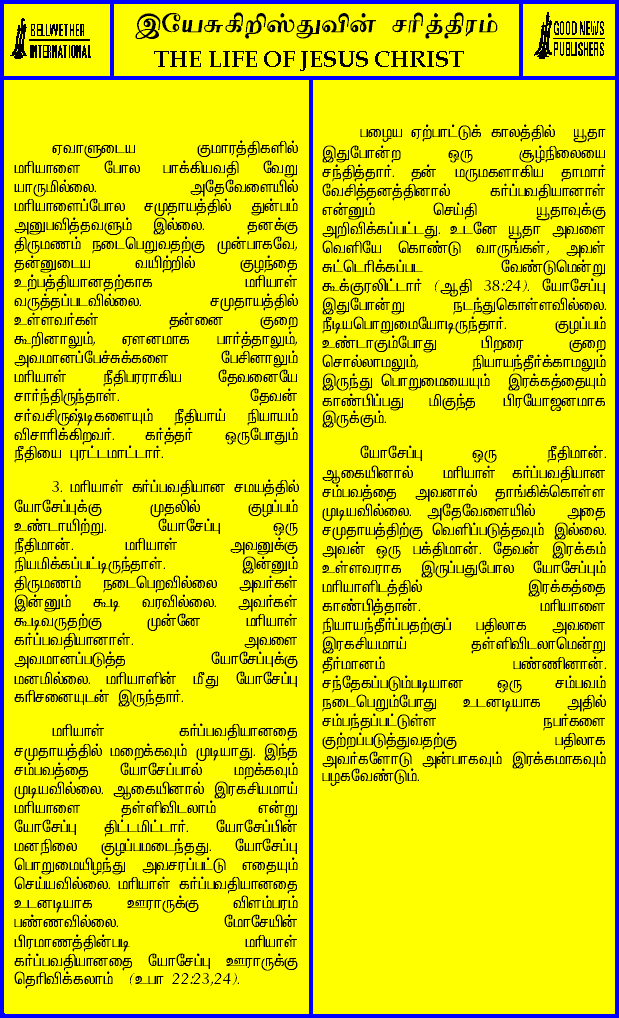 BELLWETHER
INTERNATIONAL
இயேசுகிறிஸ்துவின் சரித்திரம்
THE LIFE OF JESUS CHRIST
GOOD NEWS
PUBLISHERS
ஏவாளுடைய குமாரத்திகளில்
மரியாளை போல பாக்கியவதி வேறு
யாருமில்லை. அதேவேளையில்
மரியாளைப்போல சமுதாயத்தில் துன்பம்
அனுபவித்தவளும் இல்லை. தனக்கு
திருமணம் நடைபெறுவதற்கு முன்பாகவே,
தன்னுடைய வயிற்றில் குழந்தை
உற்பத்தியானதற்காக மரியாள்
வருத்தப்படவில்லை. சமுதாயத்தில்
உள்ளவர்கள் தன்னை குறை
கூறினாலும், ஏளனமாக பார்த்தாலும்,
அவமானப்பேச்சுக்களை பேசினாலும்
மரியாள் நீதிபரராகிய தேவனையே
சார்ந்திருந்தாள். தேவன்
சர்வசிருஷ்டிகளையும் நீதியாய் நியாயம்
விசாரிக்கிறவர். கர்த்தர் ஒருபோதும்
நீதியை புரட்டமாட்டார்.
3. மரியாள் கர்ப்பவதியான சமயத்தில்
யோசேப்புக்கு முதலில் குழப்பம்
உண்டாயிற்று. யோசேப்பு ஒரு
நீதிமான். மரியாள் அவனுக்கு
நியமிக்கப்பட்டிருந்தாள். இன்னும்
திருமணம் நடைபெறவில்லை அவர்கள்
இன்னும் கூடி வரவில்லை. அவர்கள்
கூடிவருதற்கு முன்னே மரியாள்
கர்ப்பவதியானாள். அவளை
அவமானப்படுத்த யோசேப்புக்கு
மனமில்லை. மரியாளின் மீது யோசேப்பு
கரிசனையுடன் இருந்தார்.
மரியாள் கர்ப்பவதியானதை
சமுதாயத்தில் மறைக்கவும் முடியாது. இந்த
சம்பவத்தை யோசேப்பால் மறக்கவும்
முடியவில்லை. ஆகையினால் இரகசியமாய்
மரியாளை தள்ளிவிடலாம் என்று
யோசேப்பு திட்டமிட்டார். யோசேப்பின்
மனநிலை குழப்பமடைந்தது. யோசேப்பு
பொறுமையிழந்து அவசரப்பட்டு எதையும்
செய்யவில்லை. மரியாள் கர்ப்பவதியானதை
உடனடியாக ஊராருக்கு விளம்பரம்
பண்ணவில்லை. மோசேயின்
பிரமாணத்தின்படி மரியாள்
கர்ப்பவதியானதை யோசேப்பு ஊராருக்கு
தெரிவிக்கலாம் (உபா 22:23,24).
பழைய ஏற்பாட்டுக் காலத்தில் யூதா
இதுபோன்ற ஒரு சூழ்நிலையை
சந்தித்தார். தன் மருமகளாகிய தாமார்
வேசித்தனத்தினால் கர்ப்பவதியானாள்
என்னும் செய்தி யூதாவுக்கு
அறிவிக்கப்பட்டது. உடனே யூதா அவளை
வெளியே கொண்டு வாருங்கள், அவள்
சுட்டெரிக்கப்பட வேண்டுமென்று
கூக்குரலிட்டார் (ஆதி 38:24). யோசேப்பு
இதுபோன்று நடந்துகொள்ளவில்லை.
நீடியபொறுமையோடிருந்தார். குழப்பம்
உண்டாகும்போது பிறரை குறை
சொல்லாமலும், நியாயந்தீர்க்காமலும்
இருந்து பொறுமையையும் இரக்கத்தையும்
காண்பிப்பது மிகுந்த பிரயோஜனமாக
இருக்கும்.
யோசேப்பு ஒரு நீதிமான்.
ஆகையினால் மரியாள் கர்ப்பவதியான
சம்பவத்தை அவனால் தாங்கிக்கொள்ள
முடியவில்லை. அதேவேளையில் அதை
சமுதாயத்திற்கு வெளிப்படுத்தவும் இல்லை.
அவன் ஒரு பக்திமான். தேவன் இரக்கம்
உள்ளவராக இருப்பதுபோல யோசேப்பும்
மரியாளிடத்தில் இரக்கத்தை
காண்பித்தான். மரியாளை
நியாயந்தீர்ப்பதற்குப் பதிலாக அவளை
இரகசியமாய் தள்ளிவிடலாமென்று
தீர்மானம் பண்ணினான்.
சந்தேகப்படும்படியான ஒரு சம்பவம்
நடைபெறும்போது உடனடியாக அதில்
சம்பந்தப்பட்டுள்ள நபர்களை
குற்றப்படுத்துவதற்கு பதிலாக
அவர்களோடு அன்பாகவும் இரக்கமாகவும்
பழகவேண்டும்.